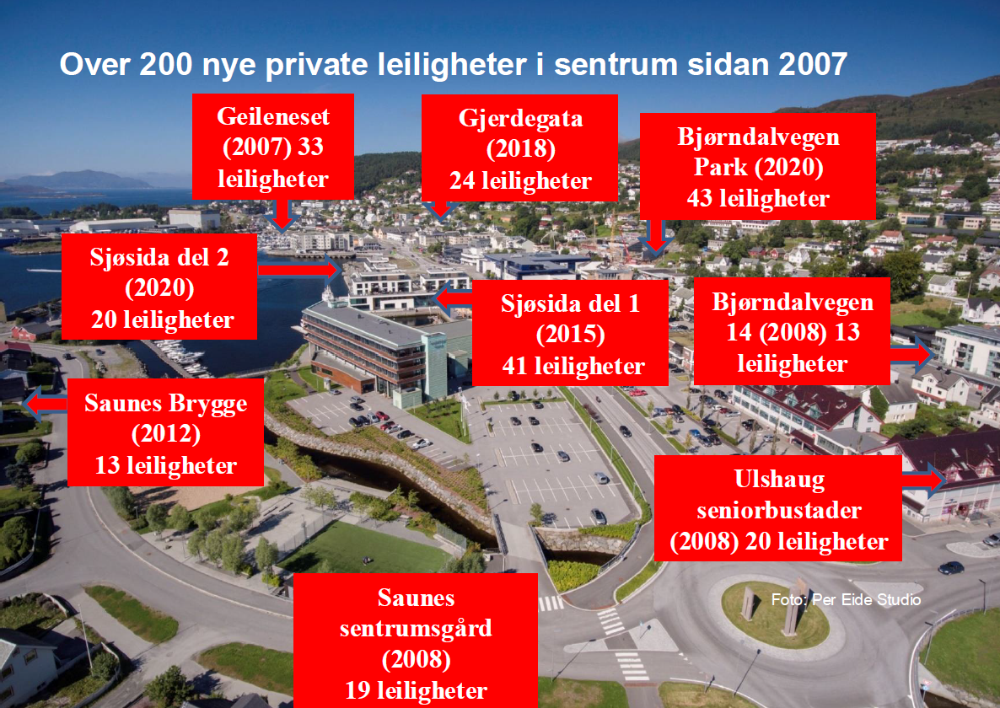 Over 200 nye private leiligheter i sentrum sidan 2007
Geileneset
(2007) 33
leiligheter
Gjerdegata
(2018)
24 leiligheter
Bjørndalvegen
Park (2020)
43 leiligheter
Sjøsida del 2
(2020)
20 leiligheter
Sjøsida del 1
(2015)
41 leiligheter
Bjørndalvegen
14 (2008) 13
leiligheter
Saunes Brygge
(2012)
13 leiligheter
Ulshaug
seniorbustader
(2008) 20 leiligheter
Saunes
sentrumsgård
(2008)
19 leiligheter
Foto: Per Eide Studio